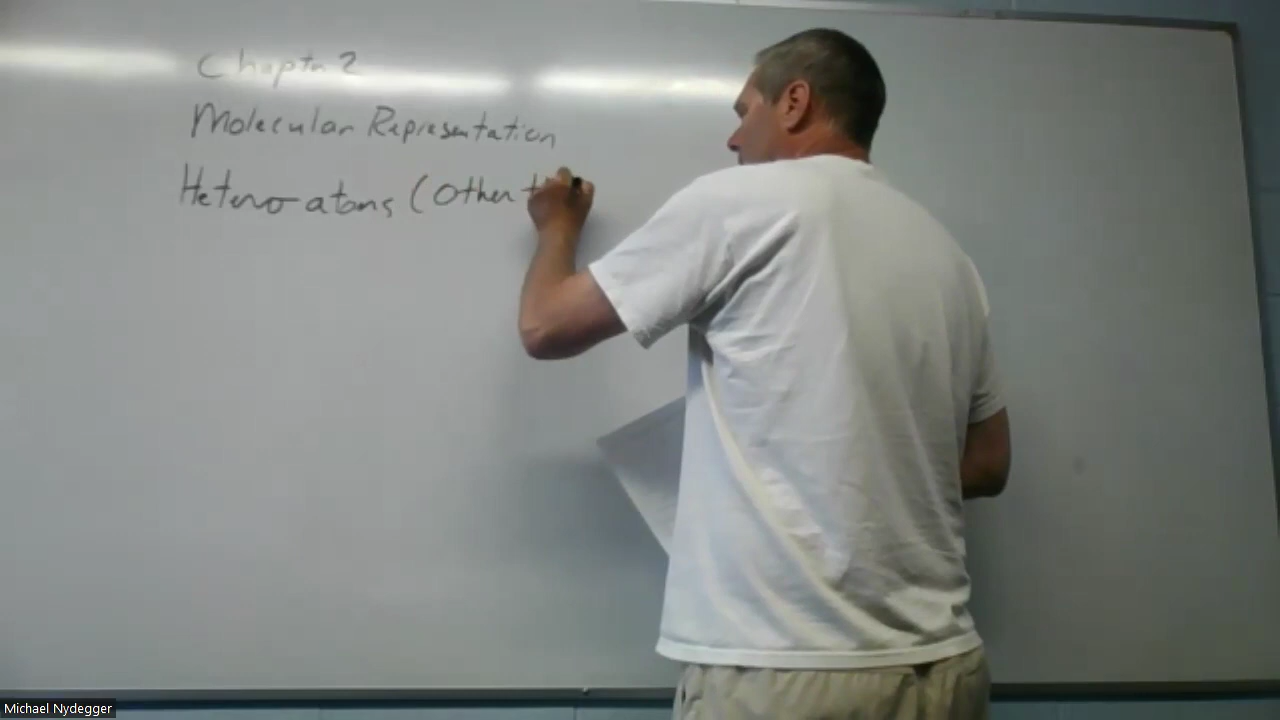 Chapter 2
Molecular Representation
Hetero-atoms (Other
Michael Nydegger